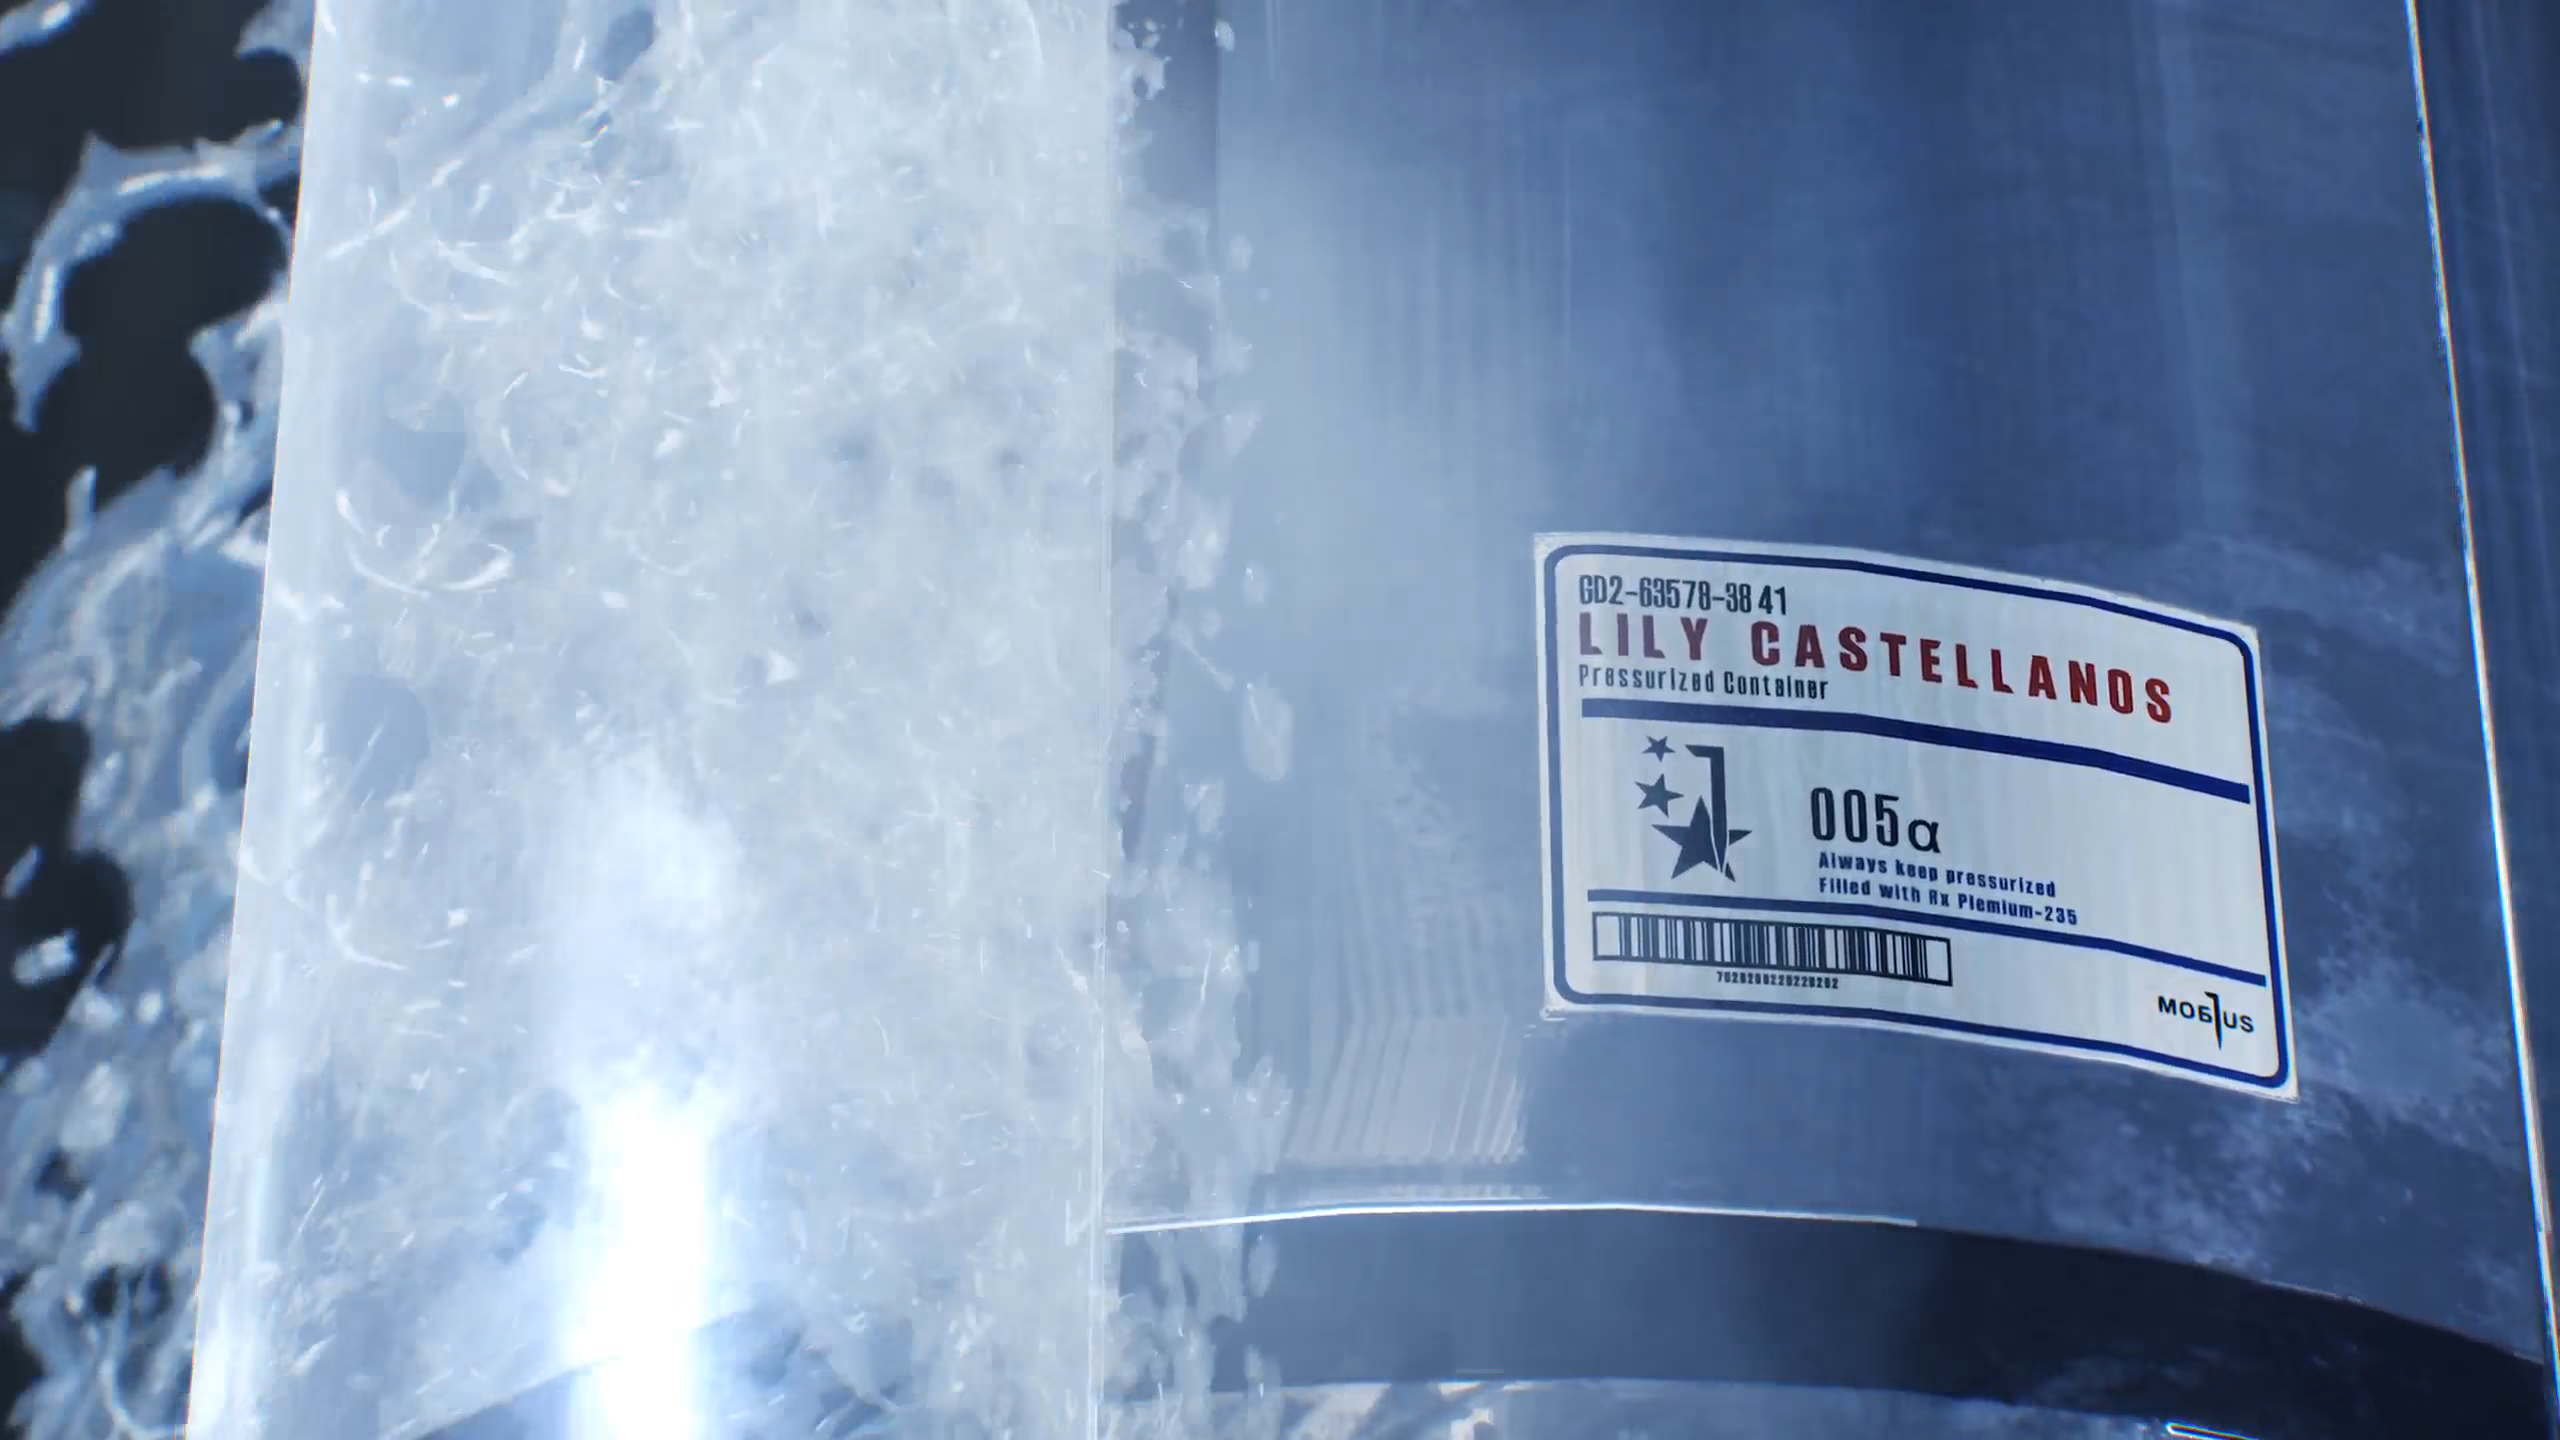 GD2-63578-38 41
LILY CASTELLANOS
Pressurized Container
005α
Always keep pressurized
Filled with Rx Plemium-235
MOBIUS